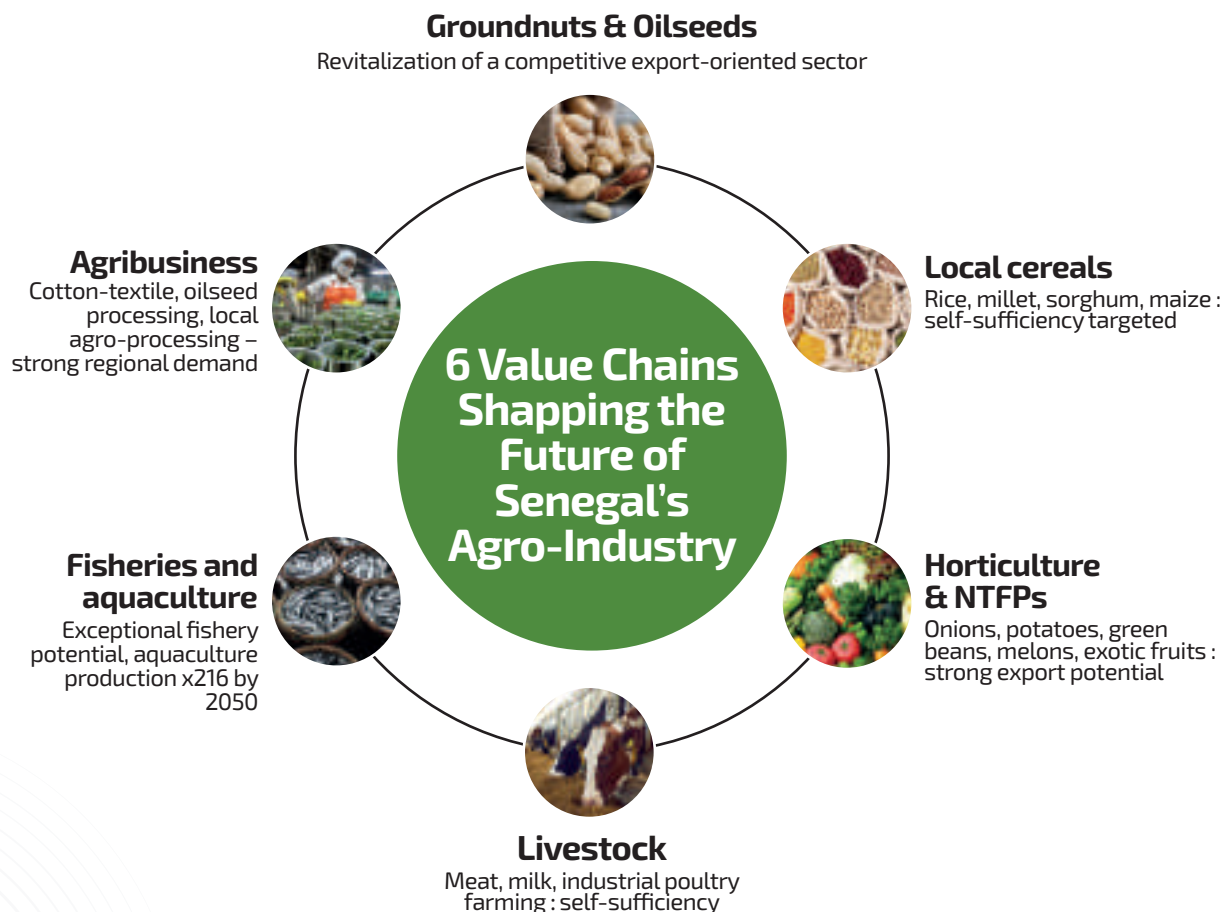 Groundnuts & Oilseeds
Revitalization of a competitive export-oriented sector
Agribusiness
Cotton-textile, oilseed
processing, local
agro-processing –
strong regional demand
Local cereals
Rice, millet, sorghum, maize :
self-sufficiency targeted
6 Value Chains
Shapping the
Future of
Senegal's
Agro-Industry
Fisheries and
aquaculture
Exceptional fishery
potential, aquaculture
production x216 by
2050
Horticulture
& NTFPs
Onions, potatoes, green
beans, melons, exotic fruits :
strong export potential
Livestock
Meat, milk, industrial poultry
farming : self-sufficiency